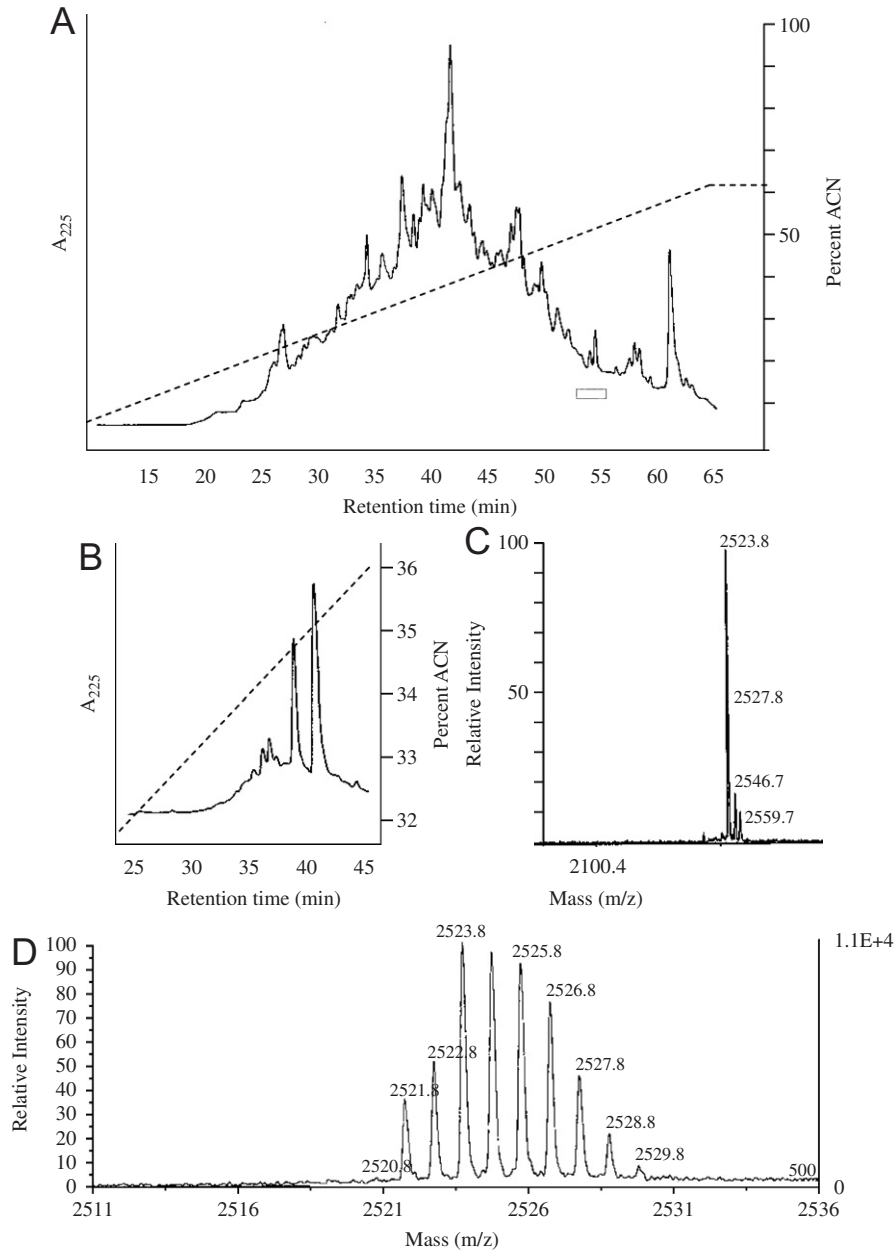 A
100
50
A225
Percent ACN
15 20 25 30 35 40 45 50 55 60 65
Retention time (min)
B
36
35
34
33
32
A225
Percent ACN
25 30 35 40 45
Retention time (min)
C
100
50
Relative Intensity
2523.8
2527.8
2546.7
2559.7
2100.4
Mass (m/z)
D
100
90
80
70
60
50
40
30
20
10
0
Relative Intensity
2520.8
2521.8
2522.8
2523.8
2525.8
2526.8
2527.8
2528.8
2529.8
500
1.1E+4
0
2511 2516 2521 2526 2531 2536
Mass (m/z)